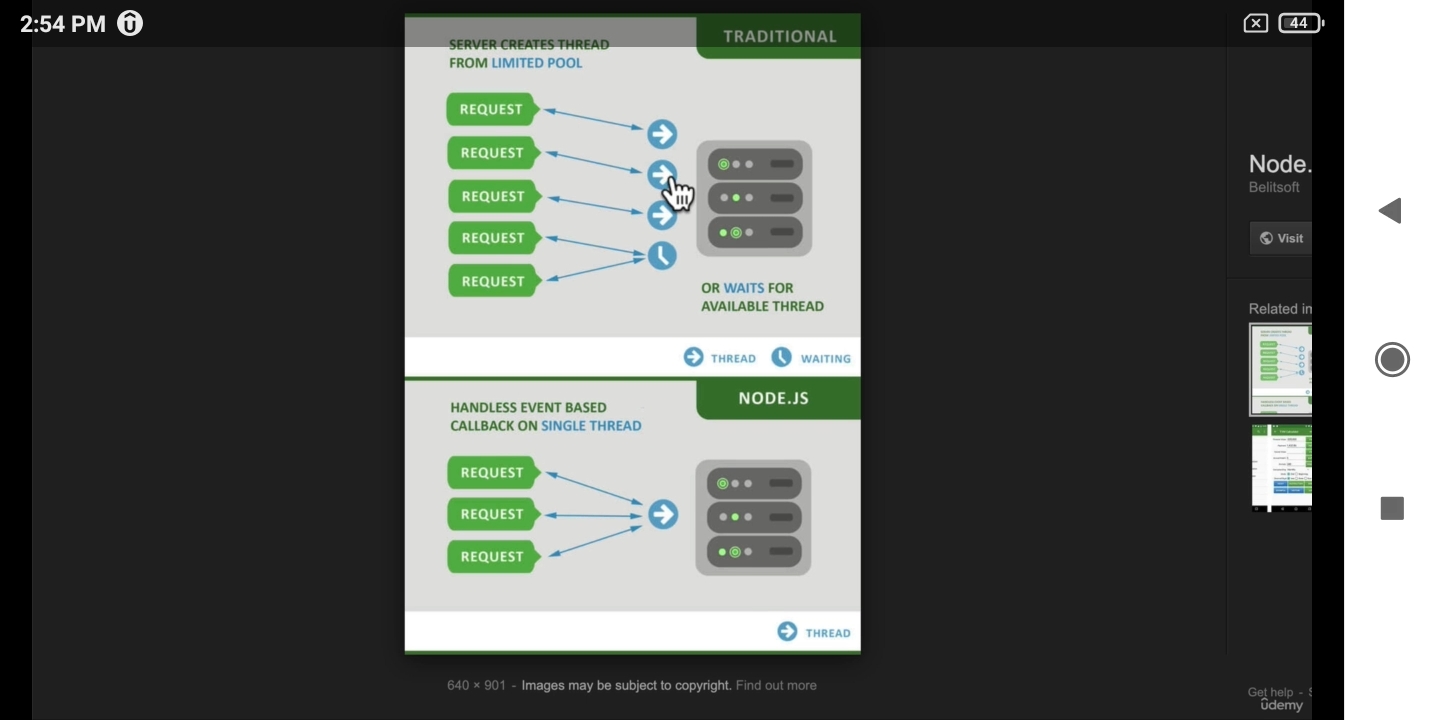 2:54 PM
44
TRADITIONAL
SERVER CREATES THREAD
FROM LIMITED POOL
REQUEST
REQUEST
REQUEST
REQUEST
REQUEST
OR WAITS FOR
AVAILABLE THREAD
THREAD
WAITING
NODE.JS
HANDLESS EVENT BASED
CALLBACK ON SINGLE THREAD
REQUEST
REQUEST
REQUEST
THREAD
640 × 901 - Images may be subject to copyright. Find out more
Node.
Belitsoft
Visit
Related in
Get help - S
ûdemy